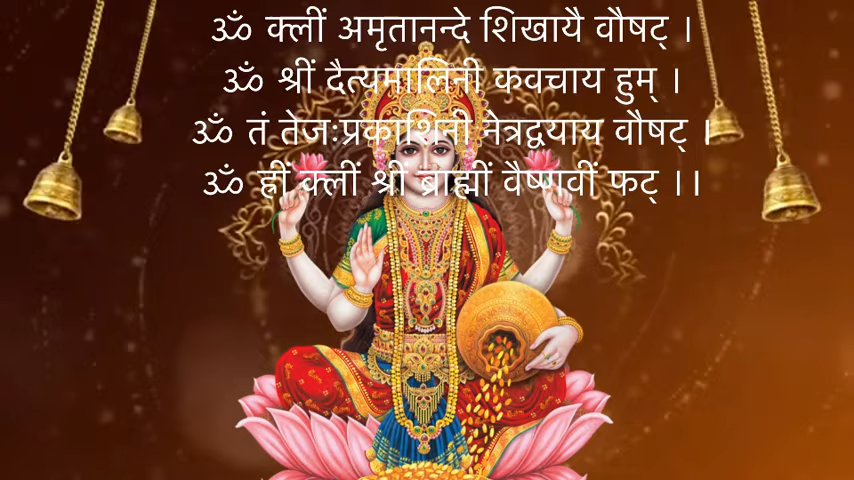 ॐ क्लीं अमृतानन्दे शिखायै वौषट् ।
ॐ श्रीं दैत्यमालिनी कवचाय हुम् ।
ॐ तं तेजःप्रकाशिनी नेत्रद्वयाय वौषट् ।
ॐ ह्रीं क्लीं श्रीं ब्राह्मीं वैष्णवीं फट् ।।